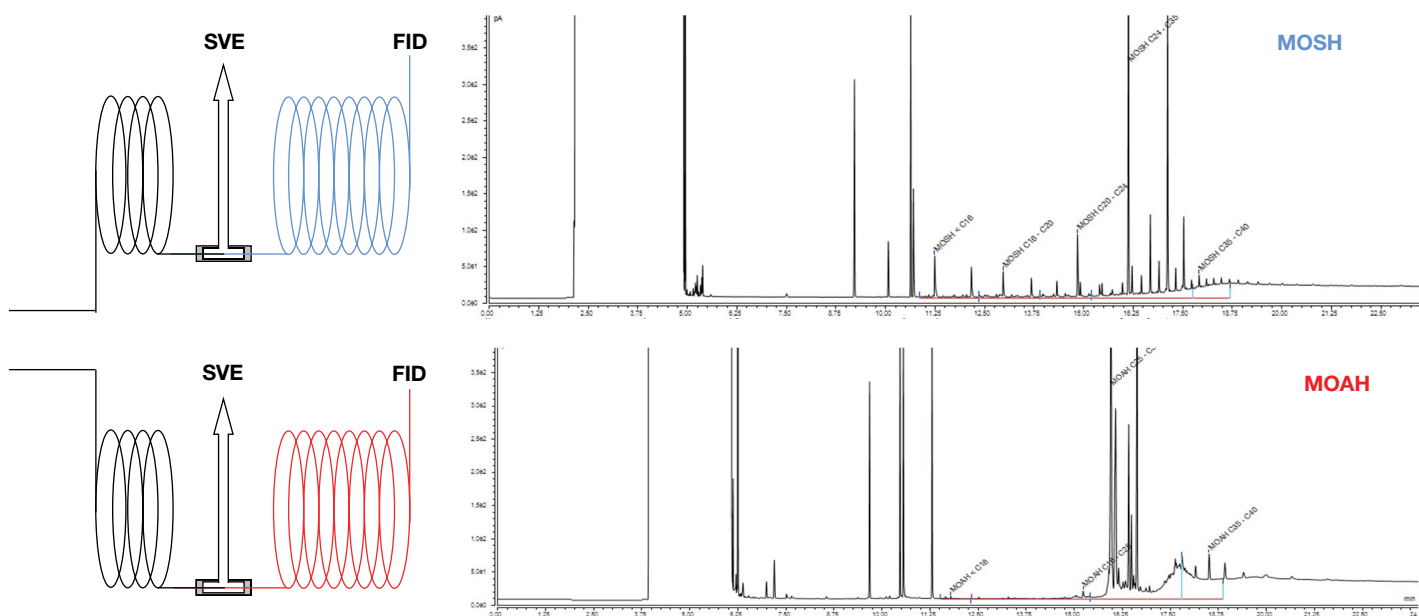 SVE
FID
pA
MOSH
3.5e2
3.0e2
2.5e2
2.0e2
1.5e2
1.0e2
5.0e1
0.0e0
MOSH < C16
MOSH C16 - C20
MOSH C20 - C24
MOSH C24 - C35
MOSH C35 - C40
0.00 1.25 2.50 3.75 5.00 6.25 7.50 8.75 10.00 11.25 12.50 13.75 15.00 16.25 17.50 18.75 20.00 21.25 22.50
SVE
FID
MOAH
3.5e2
3.0e2
2.5e2
2.0e2
1.5e2
1.0e2
5.0e1
0.0e0
MOAH < C16
MOAH C25 -
MOAH C35 - C40
min
0.00 1.25 2.50 3.75 5.00 6.25 7.50 8.75 10.00 11.25 12.50 13.75 15.00 16.25 17.50 18.75 20.00 21.25 22.50 24